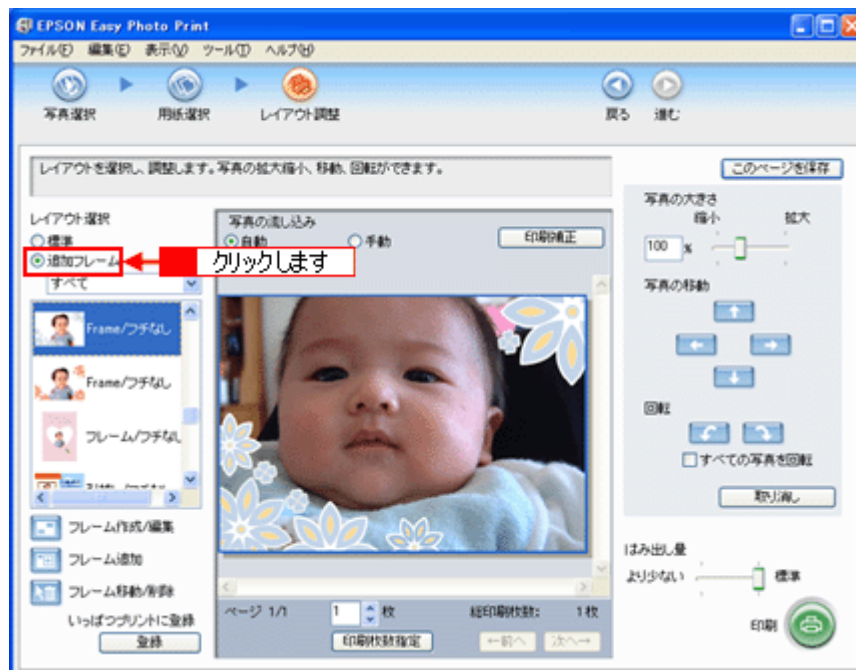 EPSON Easy Photo Print
ファイル(F) 編集(E) 表示(V) ツール(T) ヘルプ(H)
写真選択 用紙選択 レイアウト調整 戻る 進む
レイアウトを選択し、調整します。写真の拡大縮小、移動、回転ができます。
このページを保存
レイアウト選択
標準
追加フレーム
クリックします
すべて
Frame/フチなし
Frame/フチなし
フレーム/フチなし
フレーム作成/編集
フレーム追加
フレーム移動/削除
いっぱつプリントに登録
登録
写真の流し込み
自動 手動
印刷補正
ページ 1/1 1 枚 総印刷枚数: 1枚
印刷枚数指定 ←前へ 次へ→
写真の大きさ
縮小 拡大
100 %
写真の移動
回転
すべての写真を回転
取り消し
はみ出し量
より少ない 標準
印刷